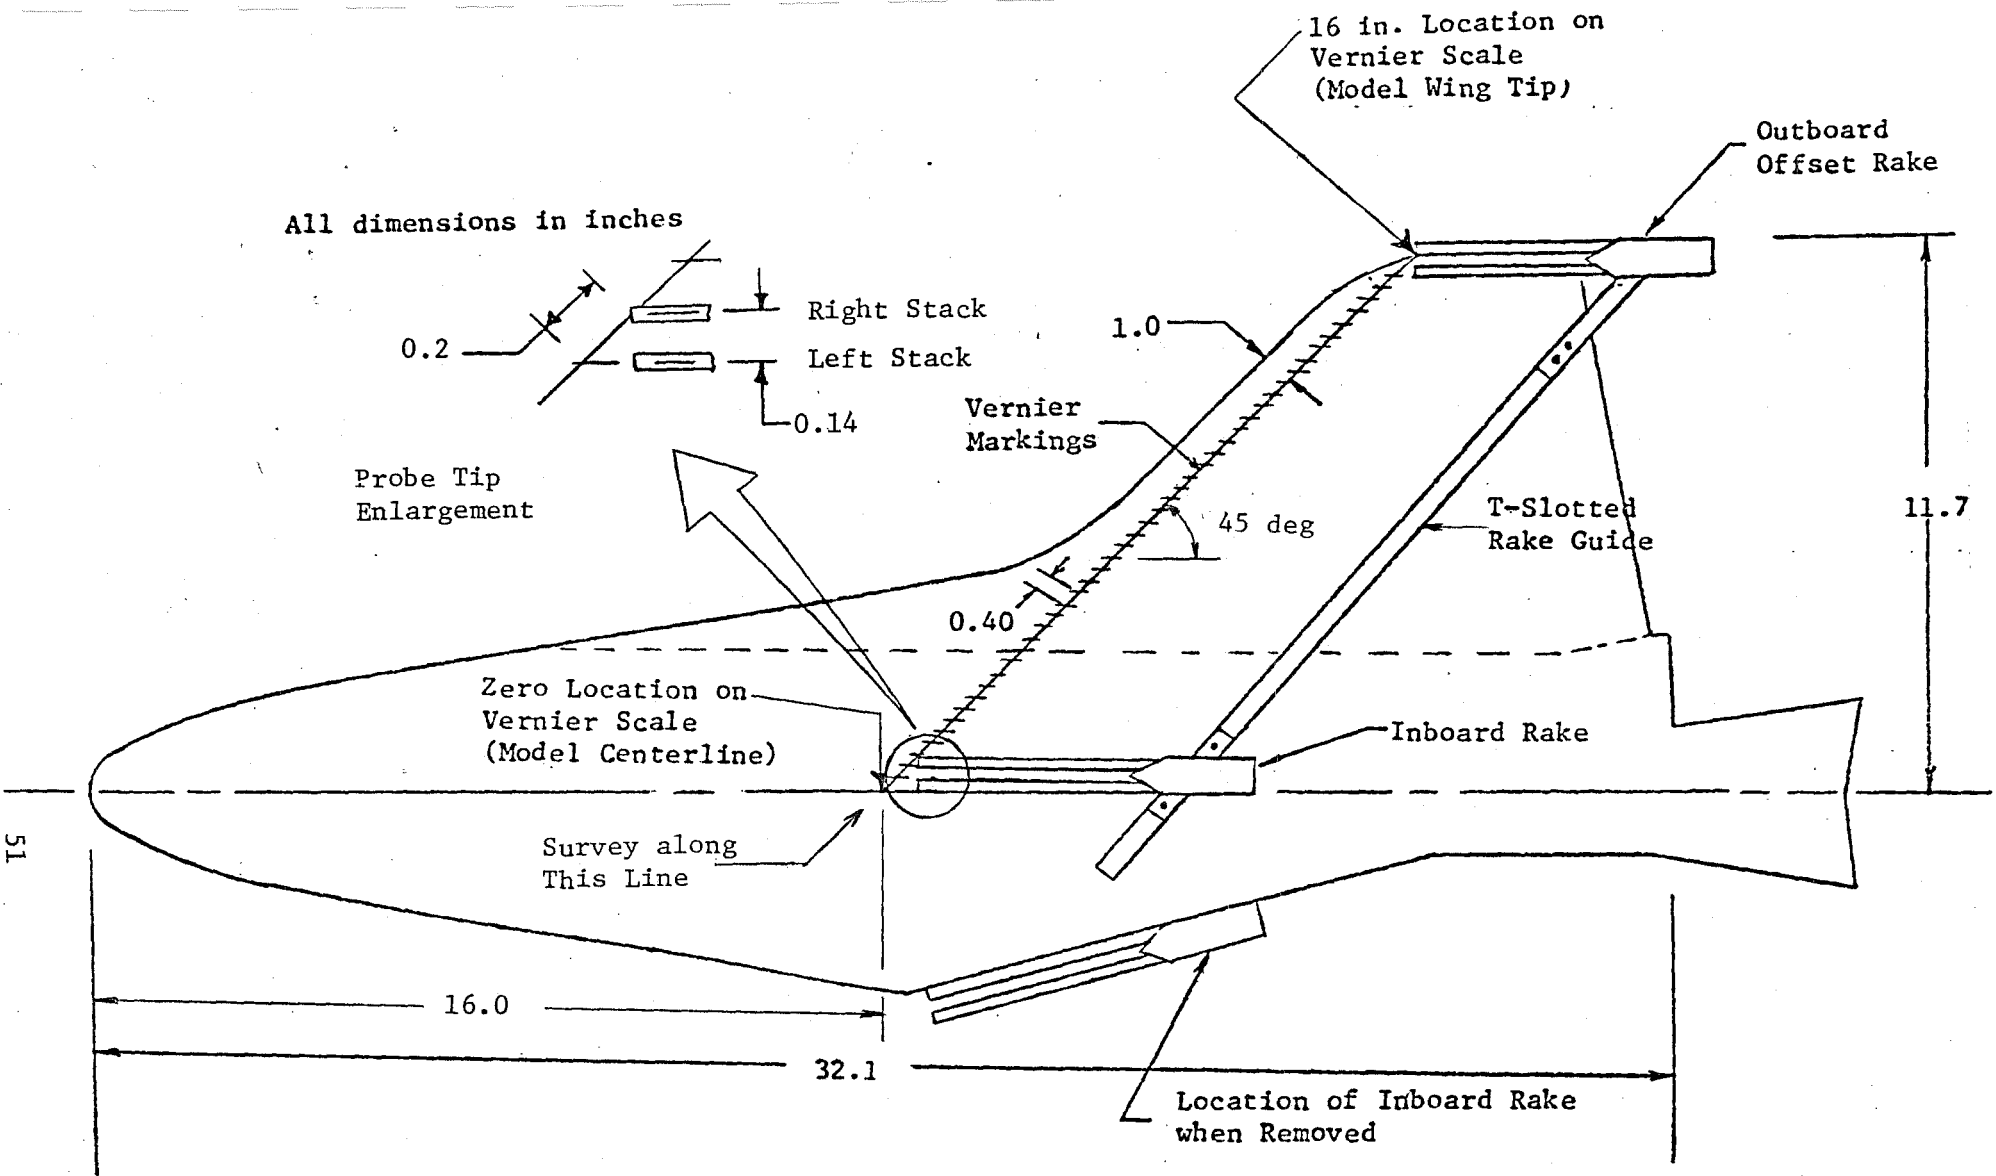 16 in. Location on
Vernier Scale
(Model Wing Tip)
Outboard
Offset Rake
All dimensions in inches
Right Stack
0.2
Left Stack
0.14
1.0
Vernier
Markings
Probe Tip
Enlargement
45 deg
T-Slotted
Rake Guide
11.7
0.40
Zero Location on
Vernier Scale
(Model Centerline)
Inboard Rake
Survey along
This Line
51
16.0
32.1
Location of Inboard Rake
when Removed